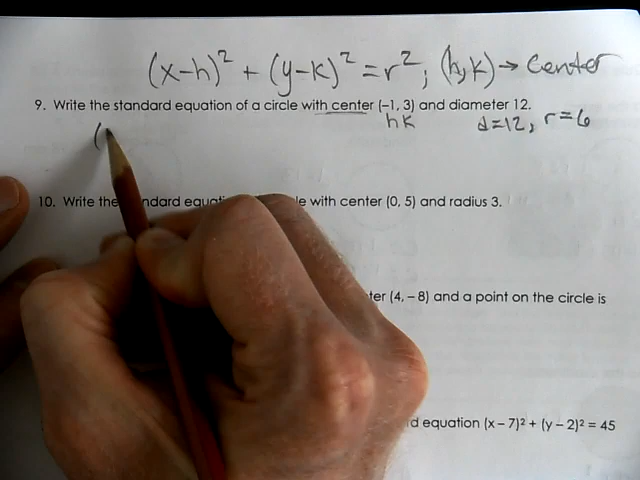 (x-h)² + (y-k)² = r², (h,k) → Center
9. Write the standard equation of a circle with center (–1, 3) and diameter 12.
h k d=12, r=6
(
10. Write the with center (0, 5) and radius 3.
(4, – 8) and a point on the circle is
equation (x – 7)² + (y – 2)² = 45